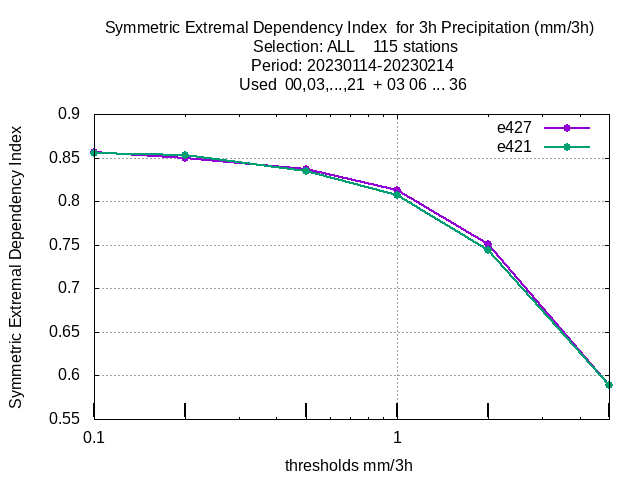 Symmetric Extremal Dependency Index  for 3h Precipitation (mm/3h)
Selection: ALL    115 stations
Period: 20230114-20230214
Used  00,03,...,21  + 03 06 ... 36
e427
e421
Symmetric Extremal Dependency Index
0.9
0.85
0.8
0.75
0.7
0.65
0.6
0.55
0.1
1
thresholds mm/3h